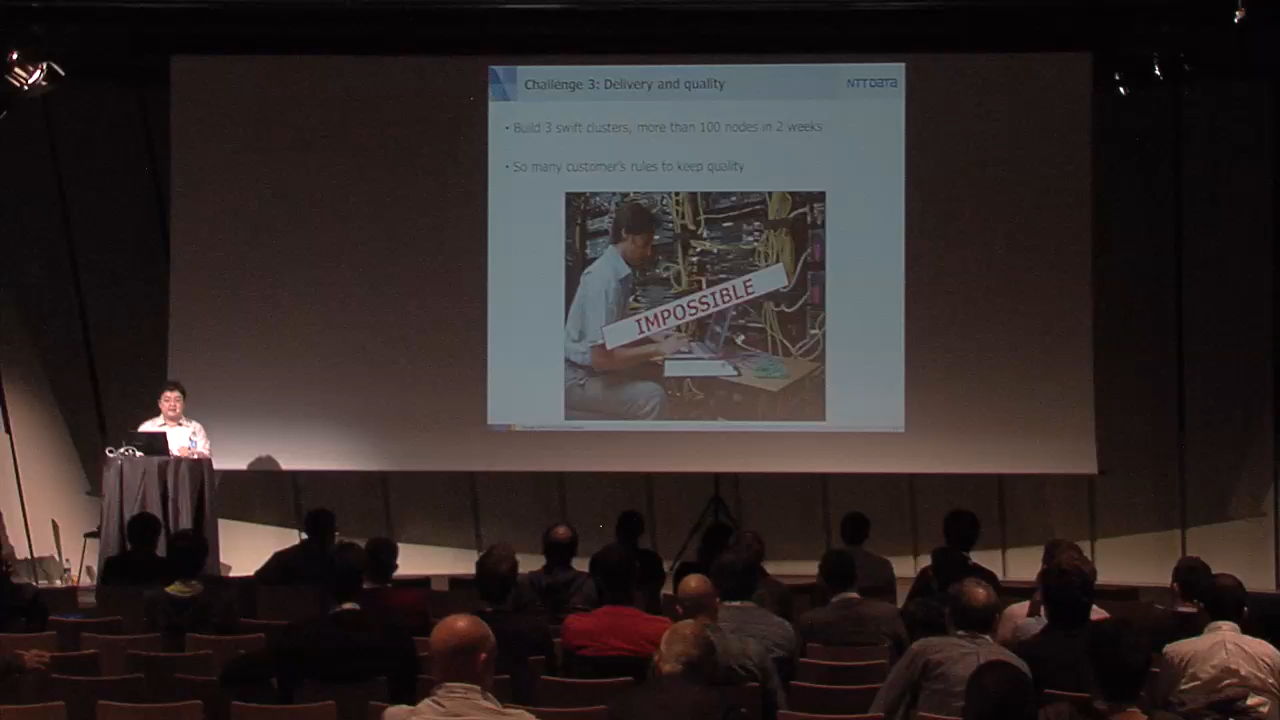 Challenge 3: Delivery and quality
NTT DATA
• Build 3 swift clusters, more than 100 nodes in 2 weeks
• So many customer's rules to keep quality
IMPOSSIBLE